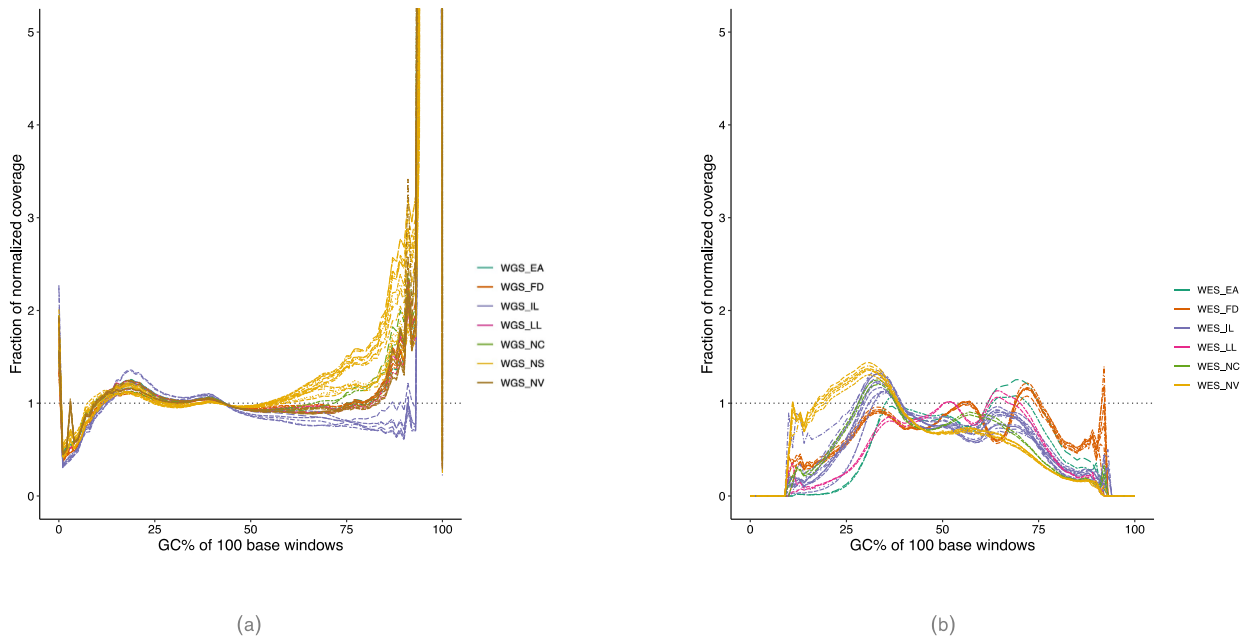 Fraction of normalized coverage
5
4
3
2
1
0
0
25
50
75
100
GC% of 100 base windows
WGS_EA
WGS_FD
WGS_IL
WGS_LL
WGS_NC
WGS_NS
WGS_NV
(a)
Fraction of normalized coverage
5
4
3
2
1
0
0
25
50
75
100
GC% of 100 base windows
WES_EA
WES_FD
WES_IL
WES_LL
WES_NC
WES_NV
(b)